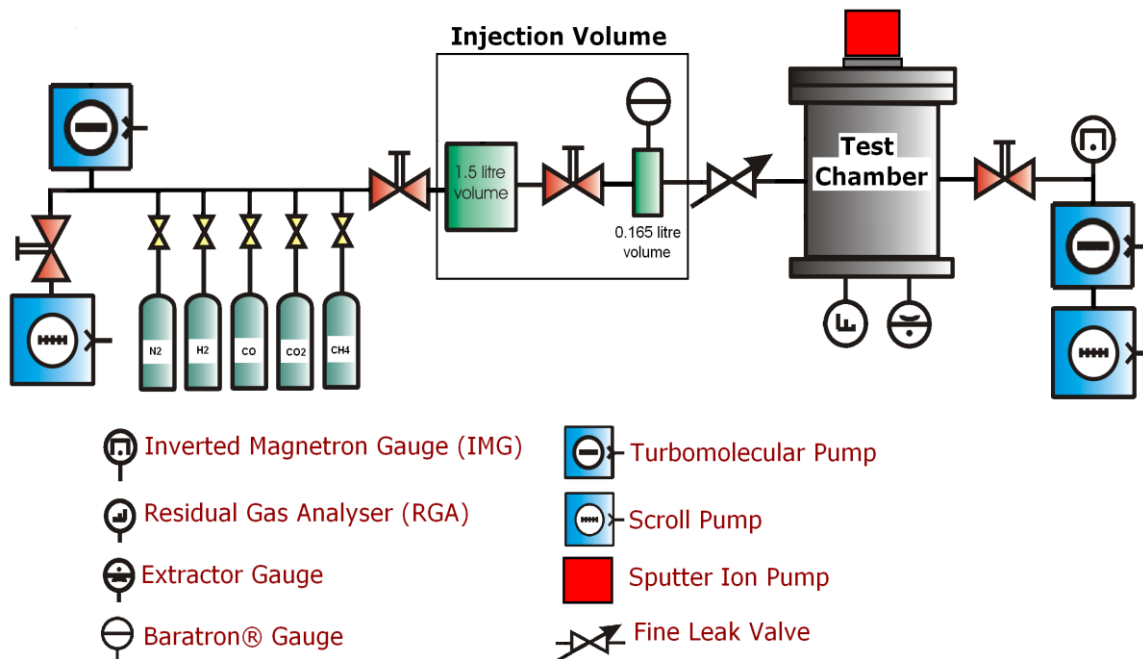 Injection Volume
1.5 litre
volume
0.165 litre
volume
Test
Chamber
N2
H2
CO
CO2
CH4
Inverted Magnetron Gauge (IMG)
Residual Gas Analyser (RGA)
Extractor Gauge
Baratron® Gauge
Turbomolecular Pump
Scroll Pump
Sputter Ion Pump
Fine Leak Valve